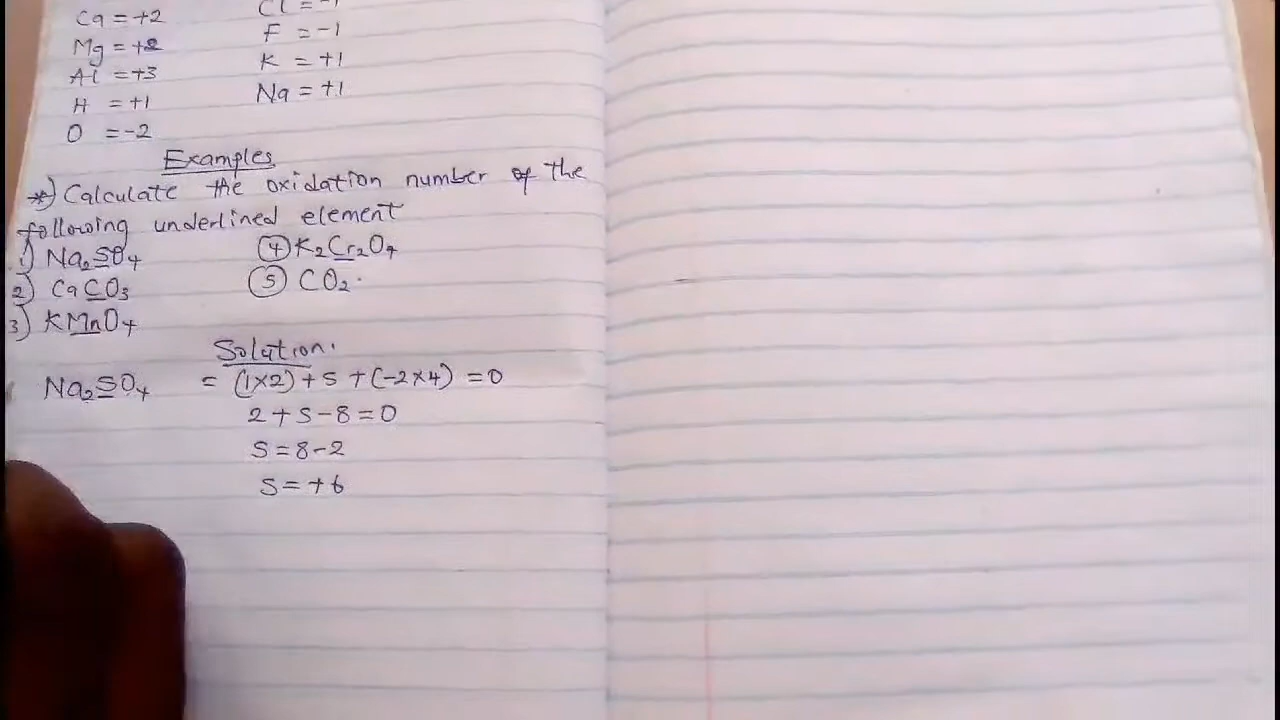 Ca = +2    Cl = -1
Mg = +2    F = -1
Al = +3    K = +1
H = +1    Na = +1
O = -2
Examples
*) Calculate the oxidation number of the
following underlined element
1) Na₂SO₄    ④ K₂Cr₂O₇
2) CaCO₃    ⑤ CO₂.
3) KMnO₄
Solution.
Na₂SO₄ = (1×2) + S + (-2×4) = 0
2 + S - 8 = 0
S = 8 - 2
S = +6